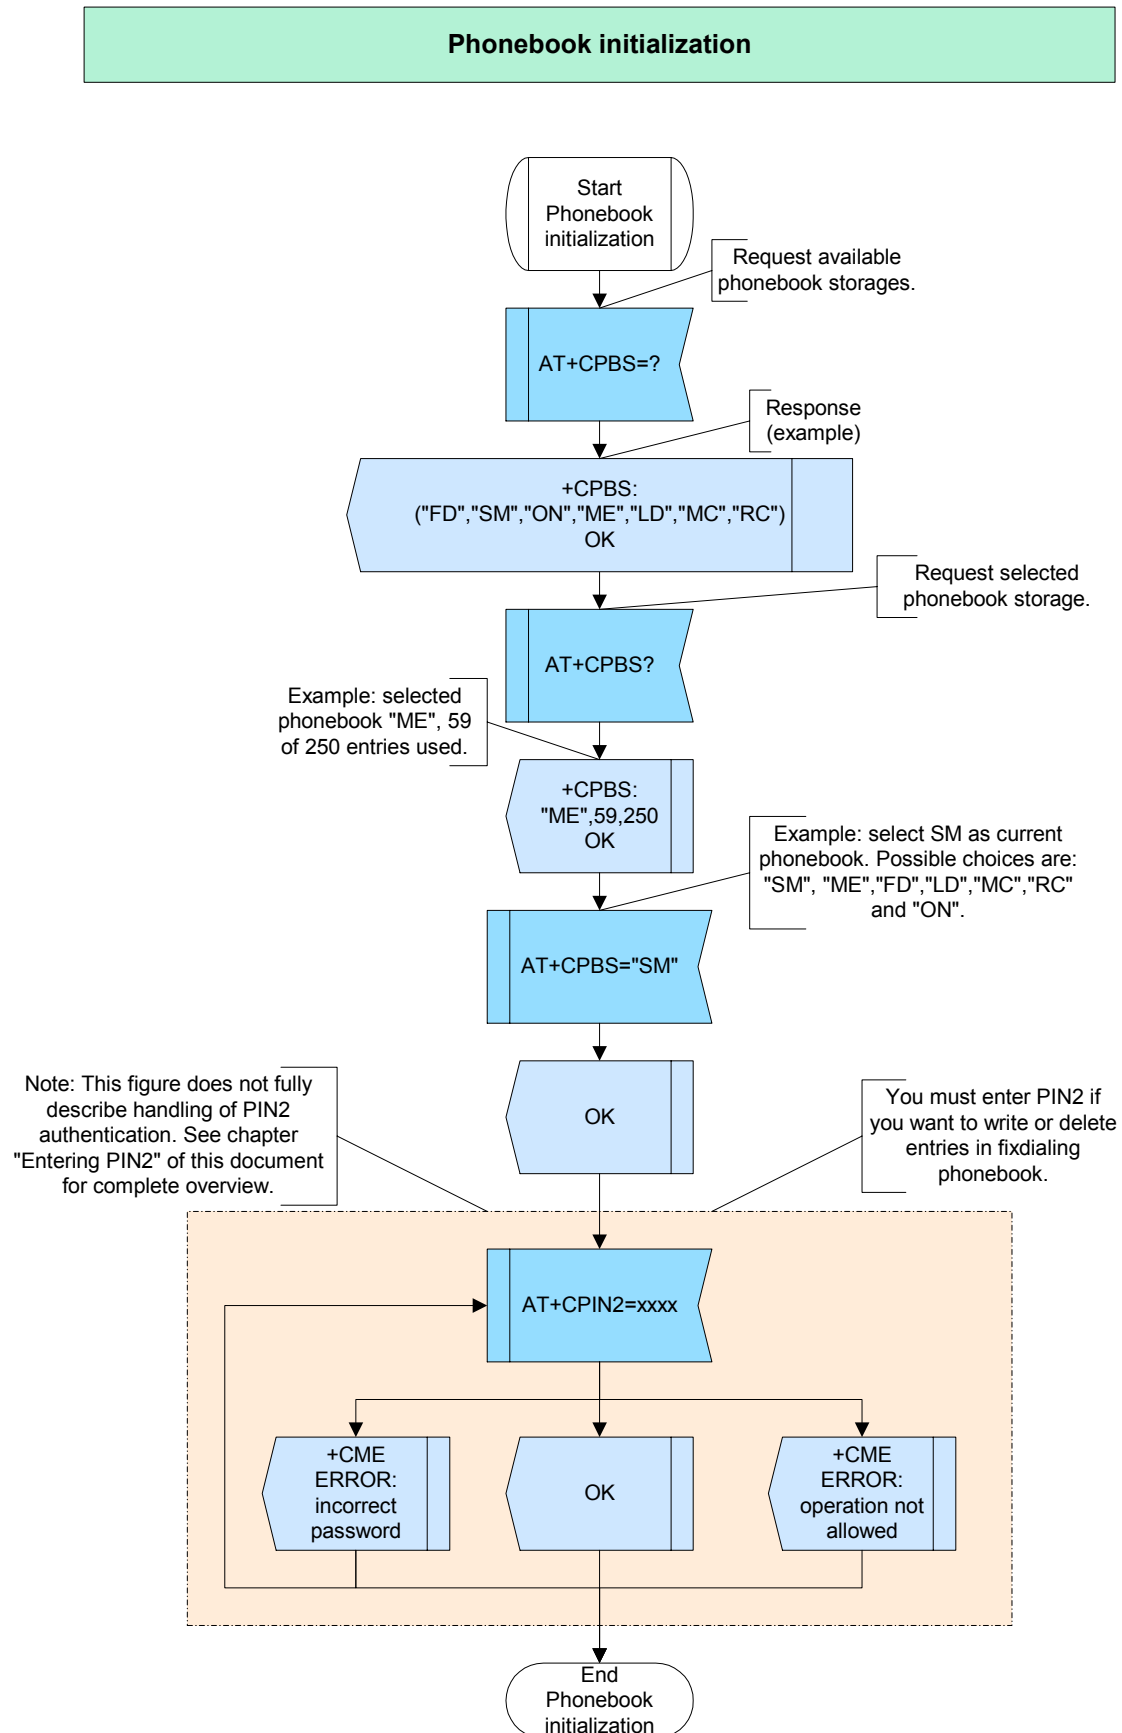 Phonebook initialization
Start
Phonebook
initialization
Request available
phonebook storages.
AT+CPBS=?
Response
(example)
+CPBS:
("FD","SM","ON","ME","LD","MC","RC")
OK
Request selected
phonebook storage.
AT+CPBS?
Example: selected
phonebook "ME", 59
of 250 entries used.
+CPBS:
"ME",59,250
OK
Example: select SM as current
phonebook. Possible choices are:
"SM", "ME","FD","LD","MC","RC"
and "ON".
AT+CPBS="SM"
OK
Note: This figure does not fully
describe handling of PIN2
authentication. See chapter
"Entering PIN2" of this document
for complete overview.
You must enter PIN2 if
you want to write or delete
entries in fixdialing
phonebook.
AT+CPIN2=xxxx
+CME
ERROR:
incorrect
password
OK
+CME
ERROR:
operation not
allowed
End
Phonebook
initialization